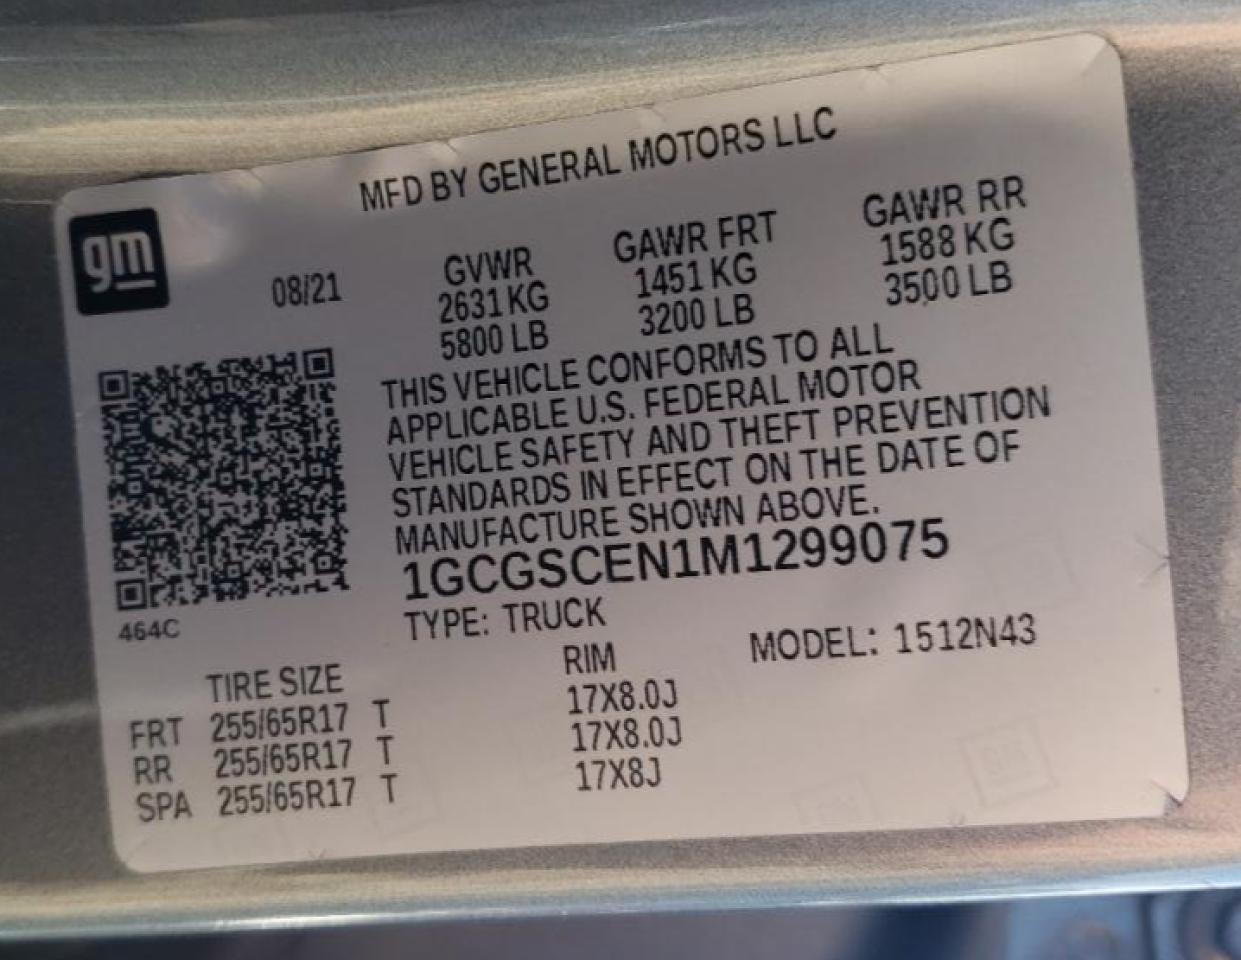 MFD BY GENERAL MOTORS LLC
gm
08/21
GVWR GAWR FRT GAWR RR
2631 KG 1451 KG 1588 KG
5800 LB 3200 LB 3500 LB
THIS VEHICLE CONFORMS TO ALL
APPLICABLE U.S. FEDERAL MOTOR
VEHICLE SAFETY AND THEFT PREVENTION
STANDARDS IN EFFECT ON THE DATE OF
MANUFACTURE SHOWN ABOVE.
1GCGSCEN1M1299075
464C
TYPE: TRUCK
MODEL: 1512N43
TIRE SIZE RIM
FRT 255/65R17 T 17X8.0J
RR 255/65R17 T 17X8.0J
SPA 255/65R17 T 17X8J